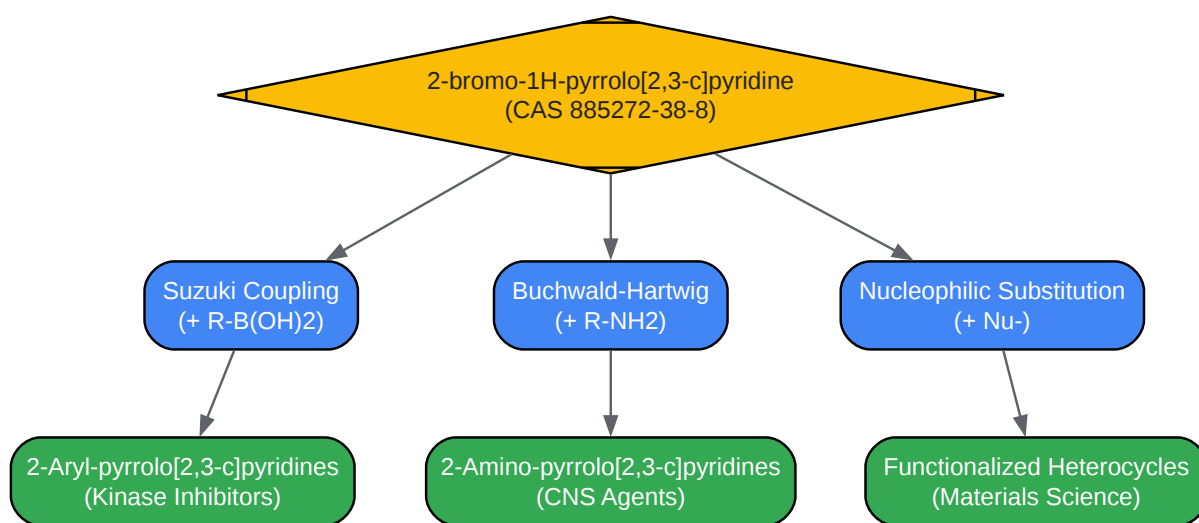 2-bromo-1H-pyrrolo[2,3-c]pyridine
(CAS 885272-38-8)
Suzuki Coupling
(+ R-B(OH)2)
Buchwald-Hartwig
(+ R-NH2)
Nucleophilic Substitution
(+ Nu-)
2-Aryl-pyrrolo[2,3-c]pyridines
(Kinase Inhibitors)
2-Amino-pyrrolo[2,3-c]pyridines
(CNS Agents)
Functionalized Heterocycles
(Materials Science)